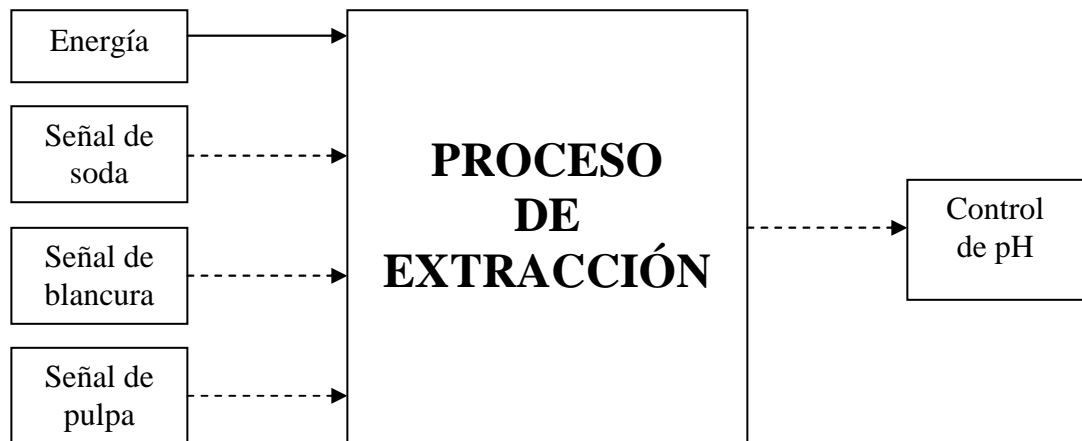 Energía
Señal de
soda
Señal de
blancura
Señal de
pulpa
PROCESO
DE
EXTRACCIÓN
Control
de pH